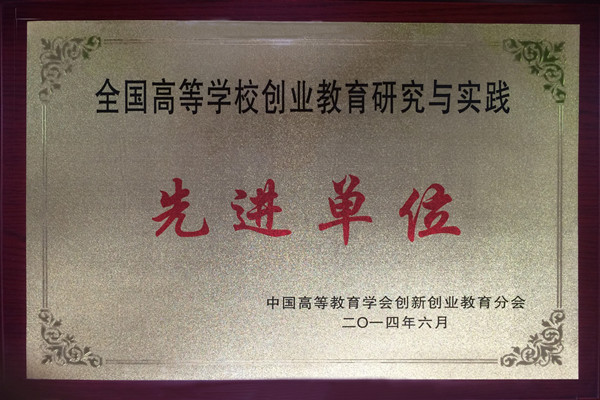 全国高等学校创业教育研究与实践
先进单位
中国高等教育学会创新创业教育分会
二〇一四年六月